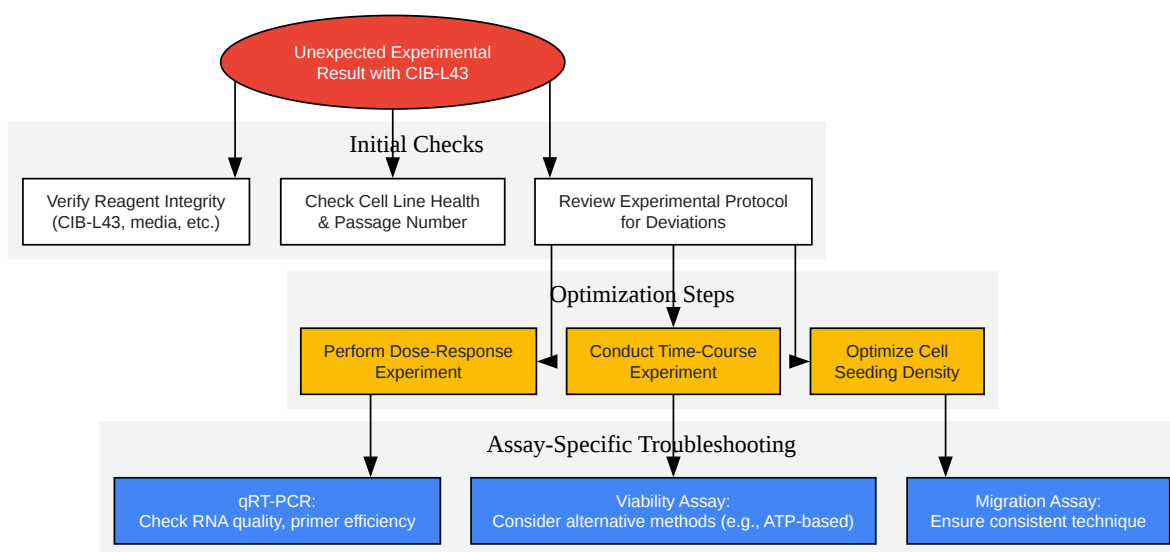 Unexpected Experimental
Result with CIB-L43
Initial Checks
Verify Reagent Integrity
(CIB-L43, media, etc.)
Check Cell Line Health
& Passage Number
Review Experimental Protocol
for Deviations
Optimization Steps
Perform Dose-Response
Experiment
Conduct Time-Course
Experiment
Optimize Cell
Seeding Density
Assay-Specific Troubleshooting
qRT-PCR:
Check RNA quality, primer efficiency
Viability Assay:
Consider alternative methods (e.g., ATP-based)
Migration Assay:
Ensure consistent technique